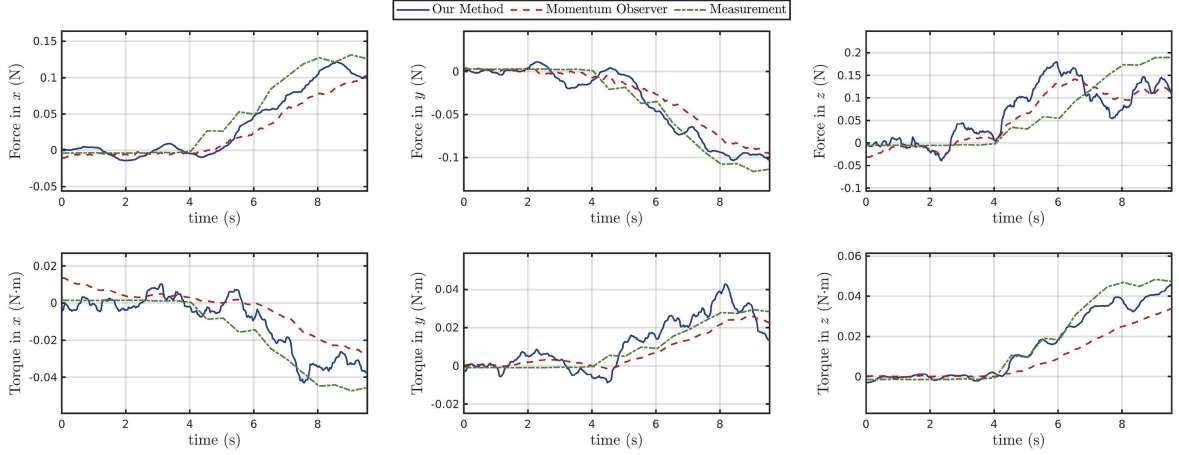 Our Method Momentum Observer Measurement
Force in x (N)
0.15
0.1
0.05
0
-0.05
0 2 4 6 8
time (s)
Force in y (N)
0
-0.05
-0.1
0 2 4 6 8
time (s)
Force in z (N)
0.2
0.15
0.1
0.05
0
-0.05
-0.1
0 2 4 6 8
time (s)
Torque in x (N·m)
0.02
0
-0.02
-0.04
0 2 4 6 8
time (s)
Torque in y (N·m)
0.04
0.02
0
-0.02
0 2 4 6 8
time (s)
Torque in z (N·m)
0.06
0.04
0.02
0
0 2 4 6 8
time (s)